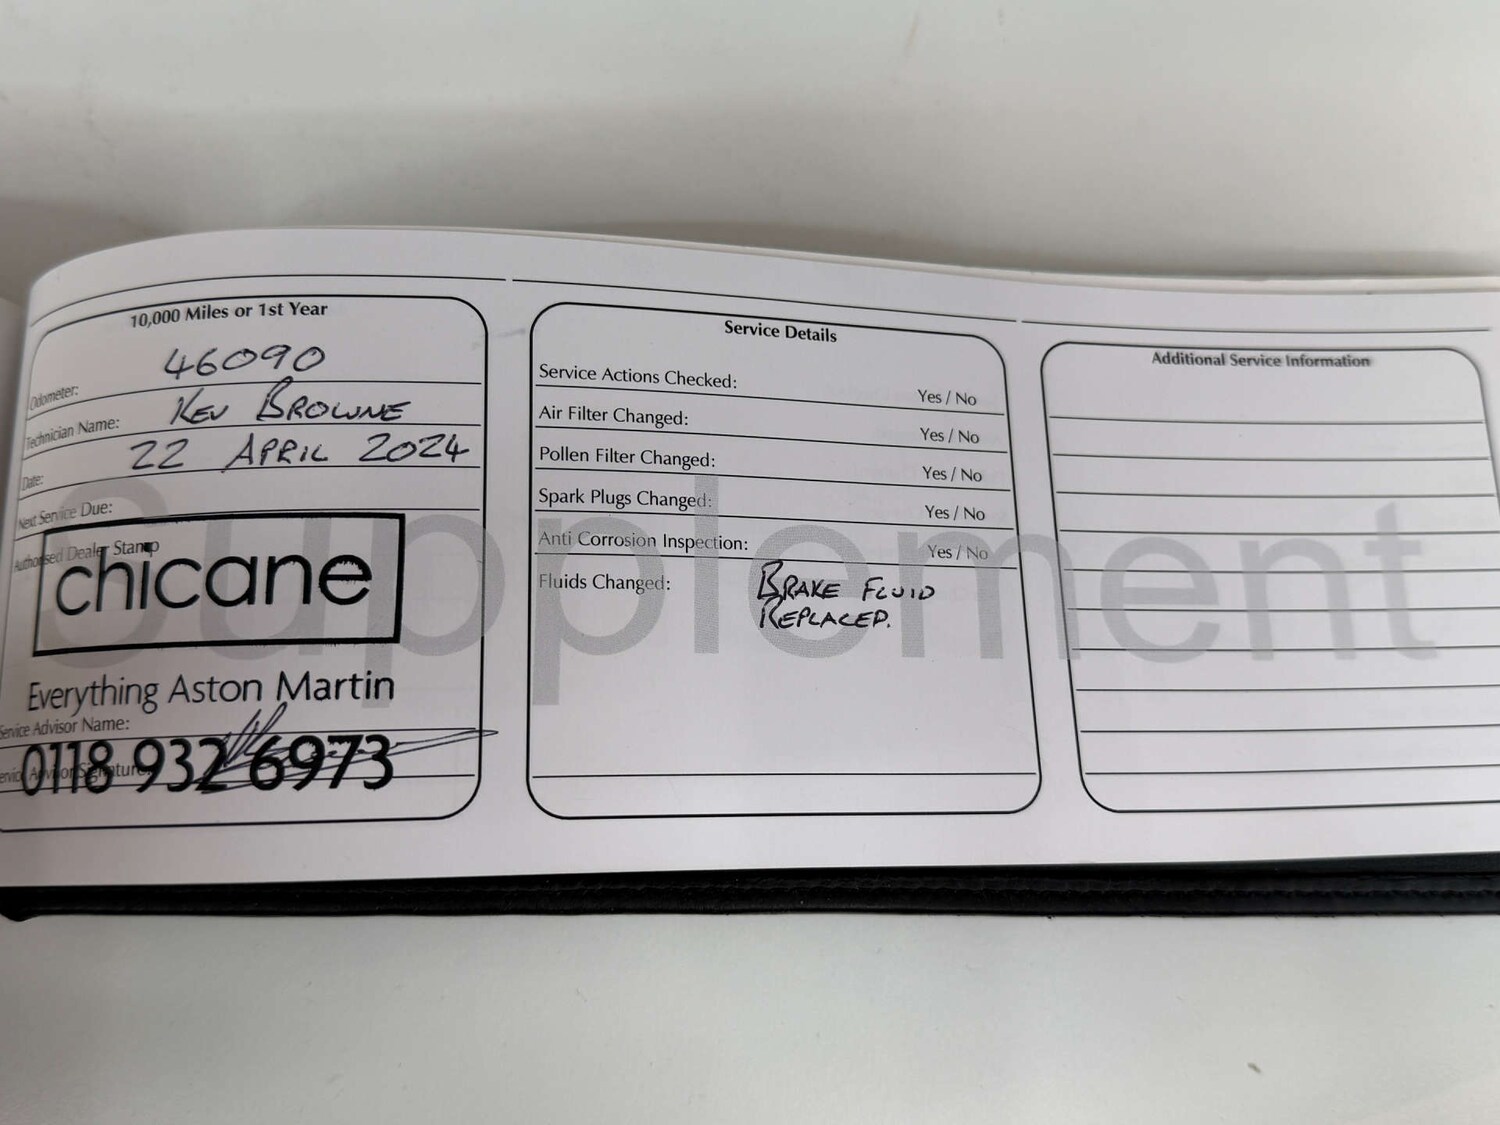 10,000 Miles or 1st Year
Odometer: 46090
Technician Name: Kev Browne
Date: 22 April 2024
Next Service Due:
Authorised Dealer Stamp
chicane
Everything Aston Martin
Service Advisor Name:
Service Advisor Signature:
0118 932 6973
Service Details
Service Actions Checked: Yes / No
Air Filter Changed: Yes / No
Pollen Filter Changed: Yes / No
Spark Plugs Changed: Yes / No
Anti Corrosion Inspection: Yes / No
Fluids Changed: BRAKE FLUID
REPLACED.
Additional Service Information
Supplement